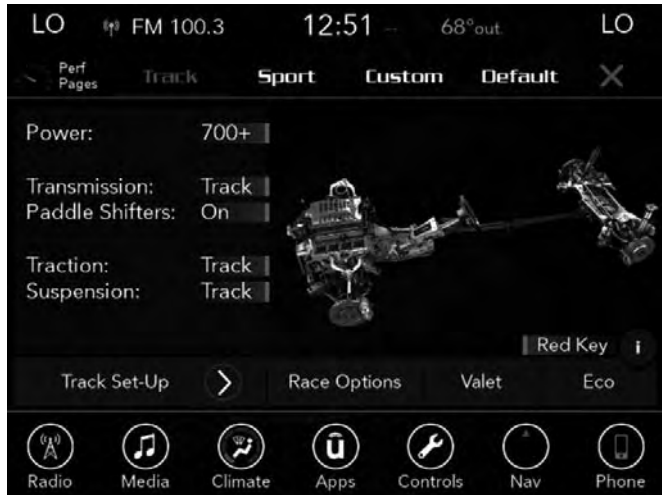 LO FM 100.3 12:51 -- 68°out LO
Perf
Pages
Track Sport Custom Default
Power: 700+
Transmission: Track
Paddle Shifters: On
Traction: Track
Suspension: Track
Red Key i
Track Set-Up Race Options Valet Eco
û
Radio Media Climate Apps Controls Nav Phone